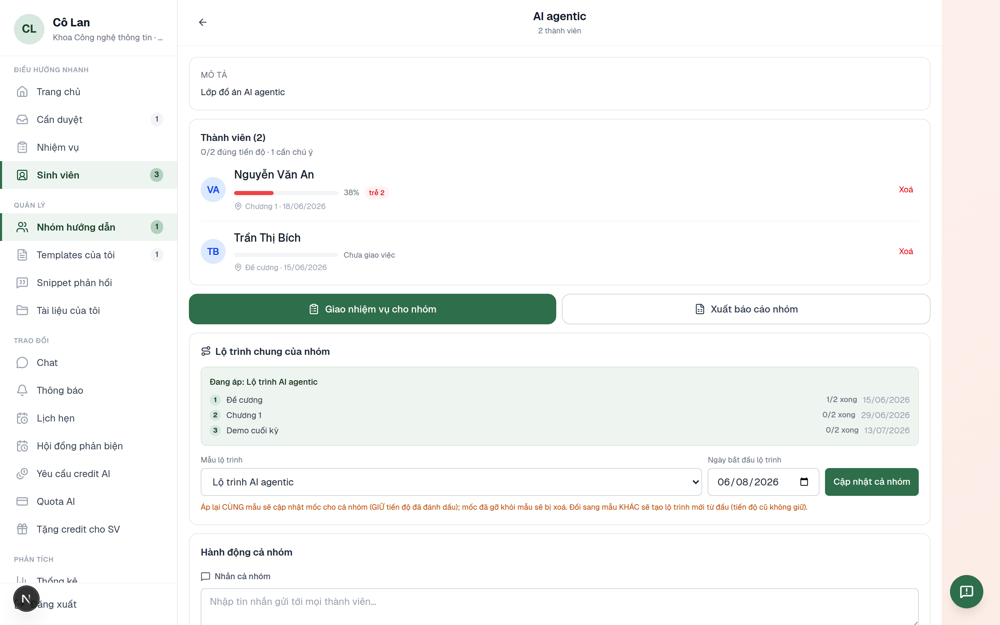 CL
Cô Lan
Khoa Công nghệ thông tin · ...
ĐIỀU HƯỚNG NHANH
Trang chủ
Cần duyệt 1
Nhiệm vụ
Sinh viên 3
QUẢN LÝ
Nhóm hướng dẫn 1
Templates của tôi 1
Snippet phản hồi
Tài liệu của tôi
TRAO ĐỔI
Chat
Thông báo
Lịch hẹn
Hội đồng phản biện
Yêu cầu credit AI
Quota AI
Tặng credit cho SV
PHÂN TÍCH
Thống kê
N
Đăng xuất
AI agentic
2 thành viên
MÔ TẢ
Lớp đồ án AI agentic
Thành viên (2)
0/2 đúng tiến độ · 1 cần chú ý
VA
Nguyễn Văn An
38% trễ 2
Chương 1 · 18/06/2026
Xoá
TB
Trần Thị Bích
Chưa giao việc
Đề cương · 15/06/2026
Xoá
Giao nhiệm vụ cho nhóm
Xuất báo cáo nhóm
Lộ trình chung của nhóm
Đang áp: Lộ trình AI agentic
1 Đề cương 1/2 xong 15/06/2026
2 Chương 1 0/2 xong 29/06/2026
3 Demo cuối kỳ 0/2 xong 13/07/2026
Mẫu lộ trình
Lộ trình AI agentic
Ngày bắt đầu lộ trình
06/08/2026
Cập nhật cả nhóm
Áp lại CÙNG mẫu sẽ cập nhật mốc cho cả nhóm (GIỮ tiến độ đã đánh dấu); mốc đã gỡ khỏi mẫu sẽ bị xoá. Đổi sang mẫu KHÁC sẽ tạo lộ trình mới từ đầu (tiến độ cũ không giữ).
Hành động cả nhóm
Nhắn cả nhóm
Nhập tin nhắn gửi tới mọi thành viên...